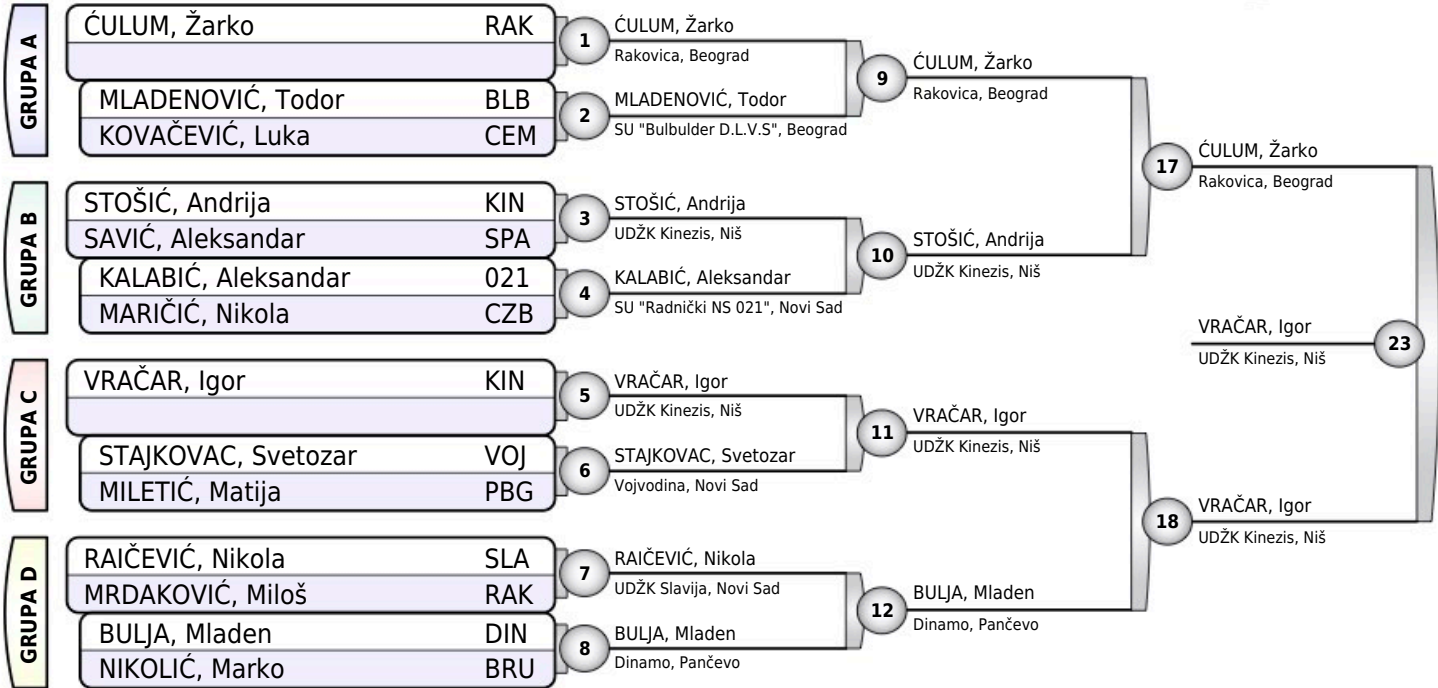 GRUPA A
ĆULUM, Žarko RAK
MLADENOVIĆ, Todor BLB
KOVAČEVIĆ, Luka CEM
GRUPA B
STOŠIĆ, Andrija KIN
SAVIĆ, Aleksandar SPA
KALABIĆ, Aleksandar 021
MARIČIĆ, Nikola CZB
GRUPA C
VRAČAR, Igor KIN
STAJKOVAC, Svetozar VOJ
MILETIĆ, Matija PBG
GRUPA D
RAIČEVIĆ, Nikola SLA
MRDAKOVIĆ, Miloš RAK
BULJA, Mladen DIN
NIKOLIĆ, Marko BRU
1
ĆULUM, Žarko
Rakovica, Beograd
2
MLADENOVIĆ, Todor
SU "Bulbulder D.L.V.S", Beograd
3
STOŠIĆ, Andrija
UDŽK Kinezis, Niš
4
KALABIĆ, Aleksandar
SU "Radnički NS 021", Novi Sad
5
VRAČAR, Igor
UDŽK Kinezis, Niš
6
STAJKOVAC, Svetozar
Vojvodina, Novi Sad
7
RAIČEVIĆ, Nikola
UDŽK Slavija, Novi Sad
8
BULJA, Mladen
Dinamo, Pančevo
9
ĆULUM, Žarko
Rakovica, Beograd
10
STOŠIĆ, Andrija
UDŽK Kinezis, Niš
11
VRAČAR, Igor
UDŽK Kinezis, Niš
12
BULJA, Mladen
Dinamo, Pančevo
17
ĆULUM, Žarko
Rakovica, Beograd
18
VRAČAR, Igor
UDŽK Kinezis, Niš
VRAČAR, Igor
UDŽK Kinezis, Niš
23